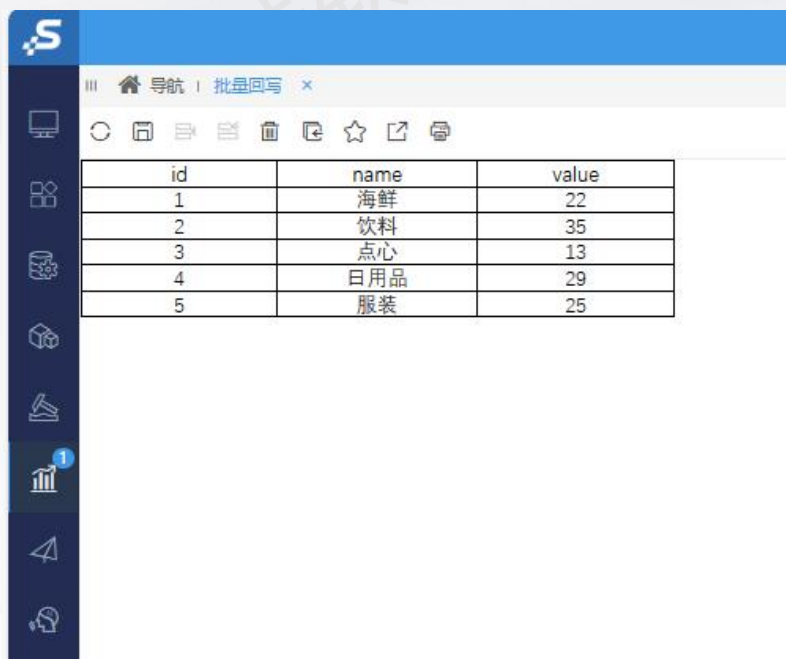 S
导航 批量回写 ×
id name value
1 海鲜 22
2 饮料 35
3 点心 13
4 日用品 29
5 服装 25
1